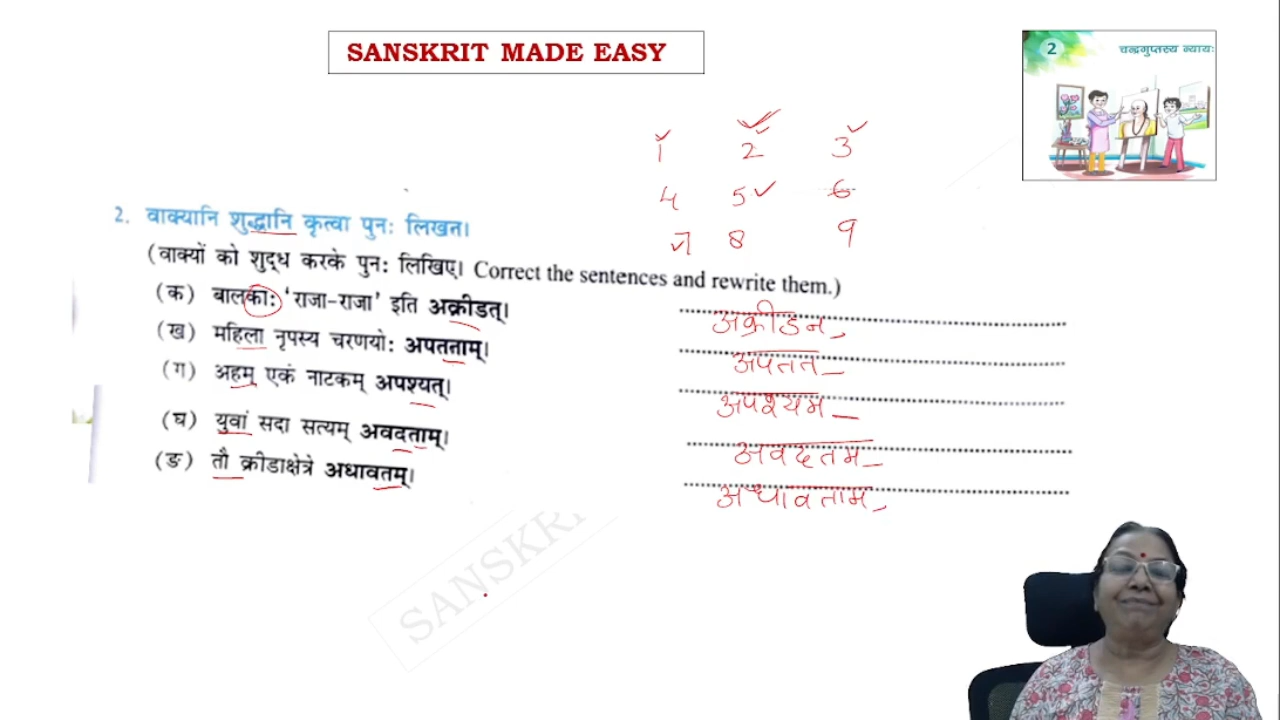 SANSKRIT MADE EASY
2 चन्द्रगुप्तस्य न्यायः
1 2 3
4 5 6
7 8 9
2. वाक्यानि शुद्धानि कृत्वा पुनः लिखन।
(वाक्यों को शुद्ध करके पुनः लिखिए। Correct the sentences and rewrite them.)
(क) बालकाः ‘राजा-राजा’ इति अक्रीडत्। अक्रीडन्
(ख) महिला नृपस्य चरणयोः अपतताम्। अपतत्
(ग) अहम् एकं नाटकम् अपश्यत्। अपश्यम्
(घ) युवां सदा सत्यम् अवदताम्। अवदतम्
(ङ) तौ क्रीडाक्षेत्रे अधावतम्। अधावताम्
SANSKRIT